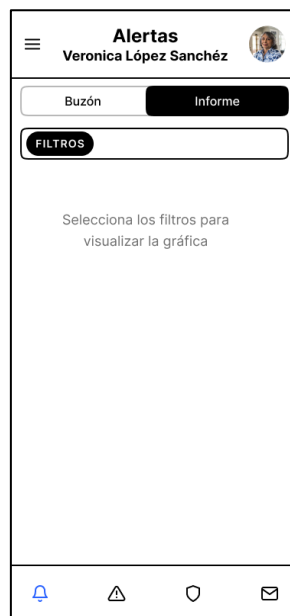 Alertas
Veronica López Sanchéz
Buzón
Informe
FILTROS
Selecciona los filtros para
visualizar la gráfica